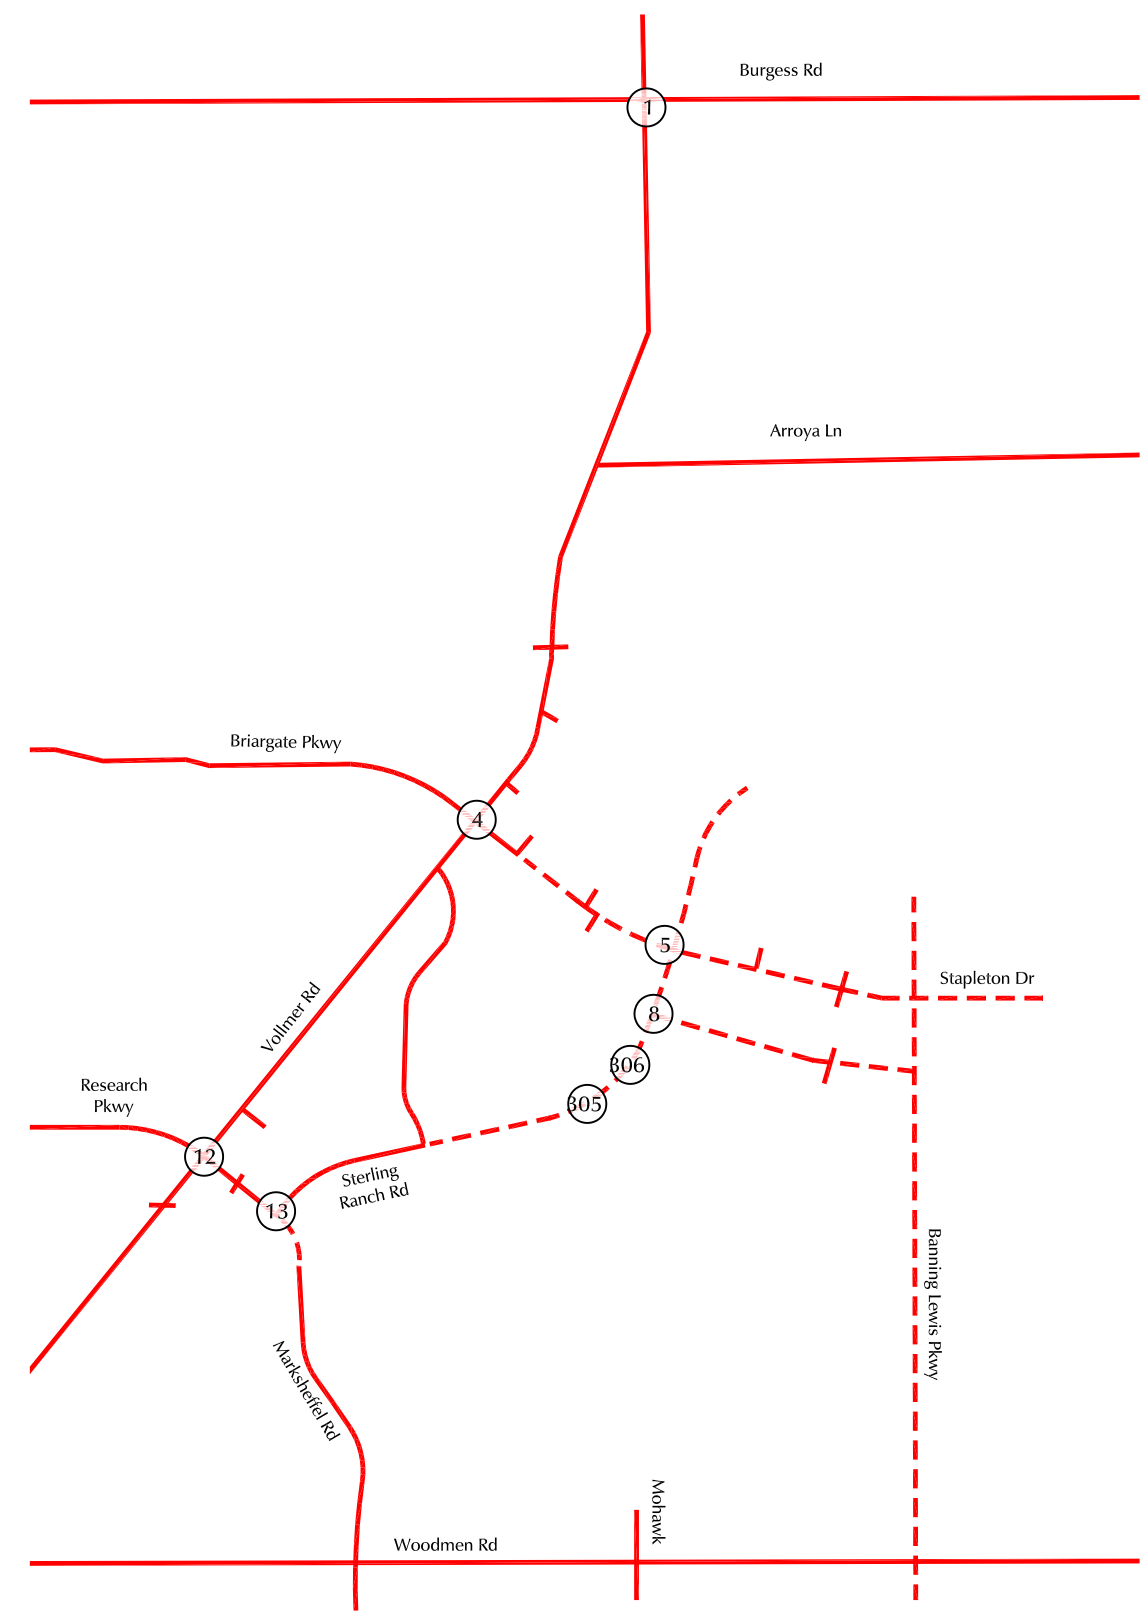 Burgess Rd
1
Arroya Ln
Briargate Pkwy
4
5
Stapleton Dr
Vollmer Rd
8
306
Research
Pkwy
305
12
Sterling
Ranch Rd
13
Banning Lewis Pkwy
Marksheffel Rd
Mohawk
Woodmen Rd